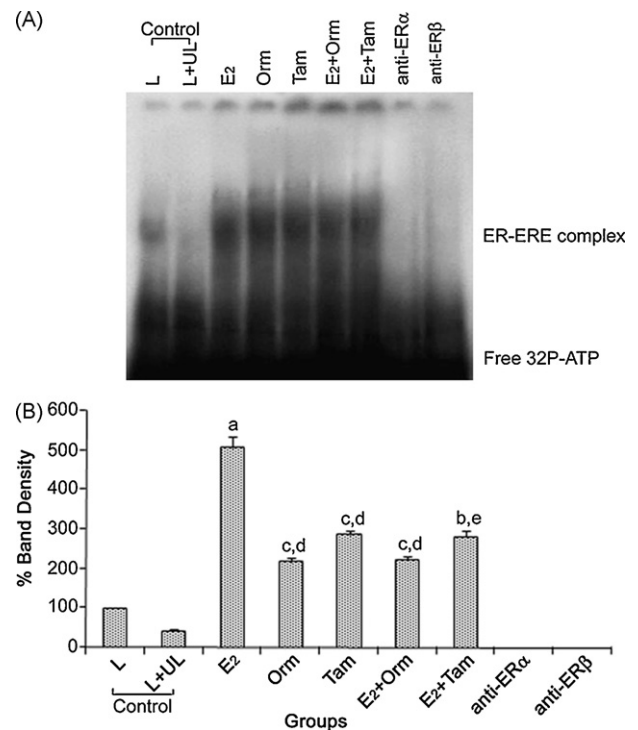 (A)
Control
L
L+UL
E2
Orm
Tam
E2+Orm
E2+Tam
anti-ERα
anti-ERβ
ER-ERE complex
Free 32P-ATP
(B)
% Band Density
600
500
400
300
200
100
0
a
c,d
c,d
c,d
b,e
L
L+UL
E2
Orm
Tam
E2+Orm
E2+Tam
anti-ERα
anti-ERβ
Control
Groups